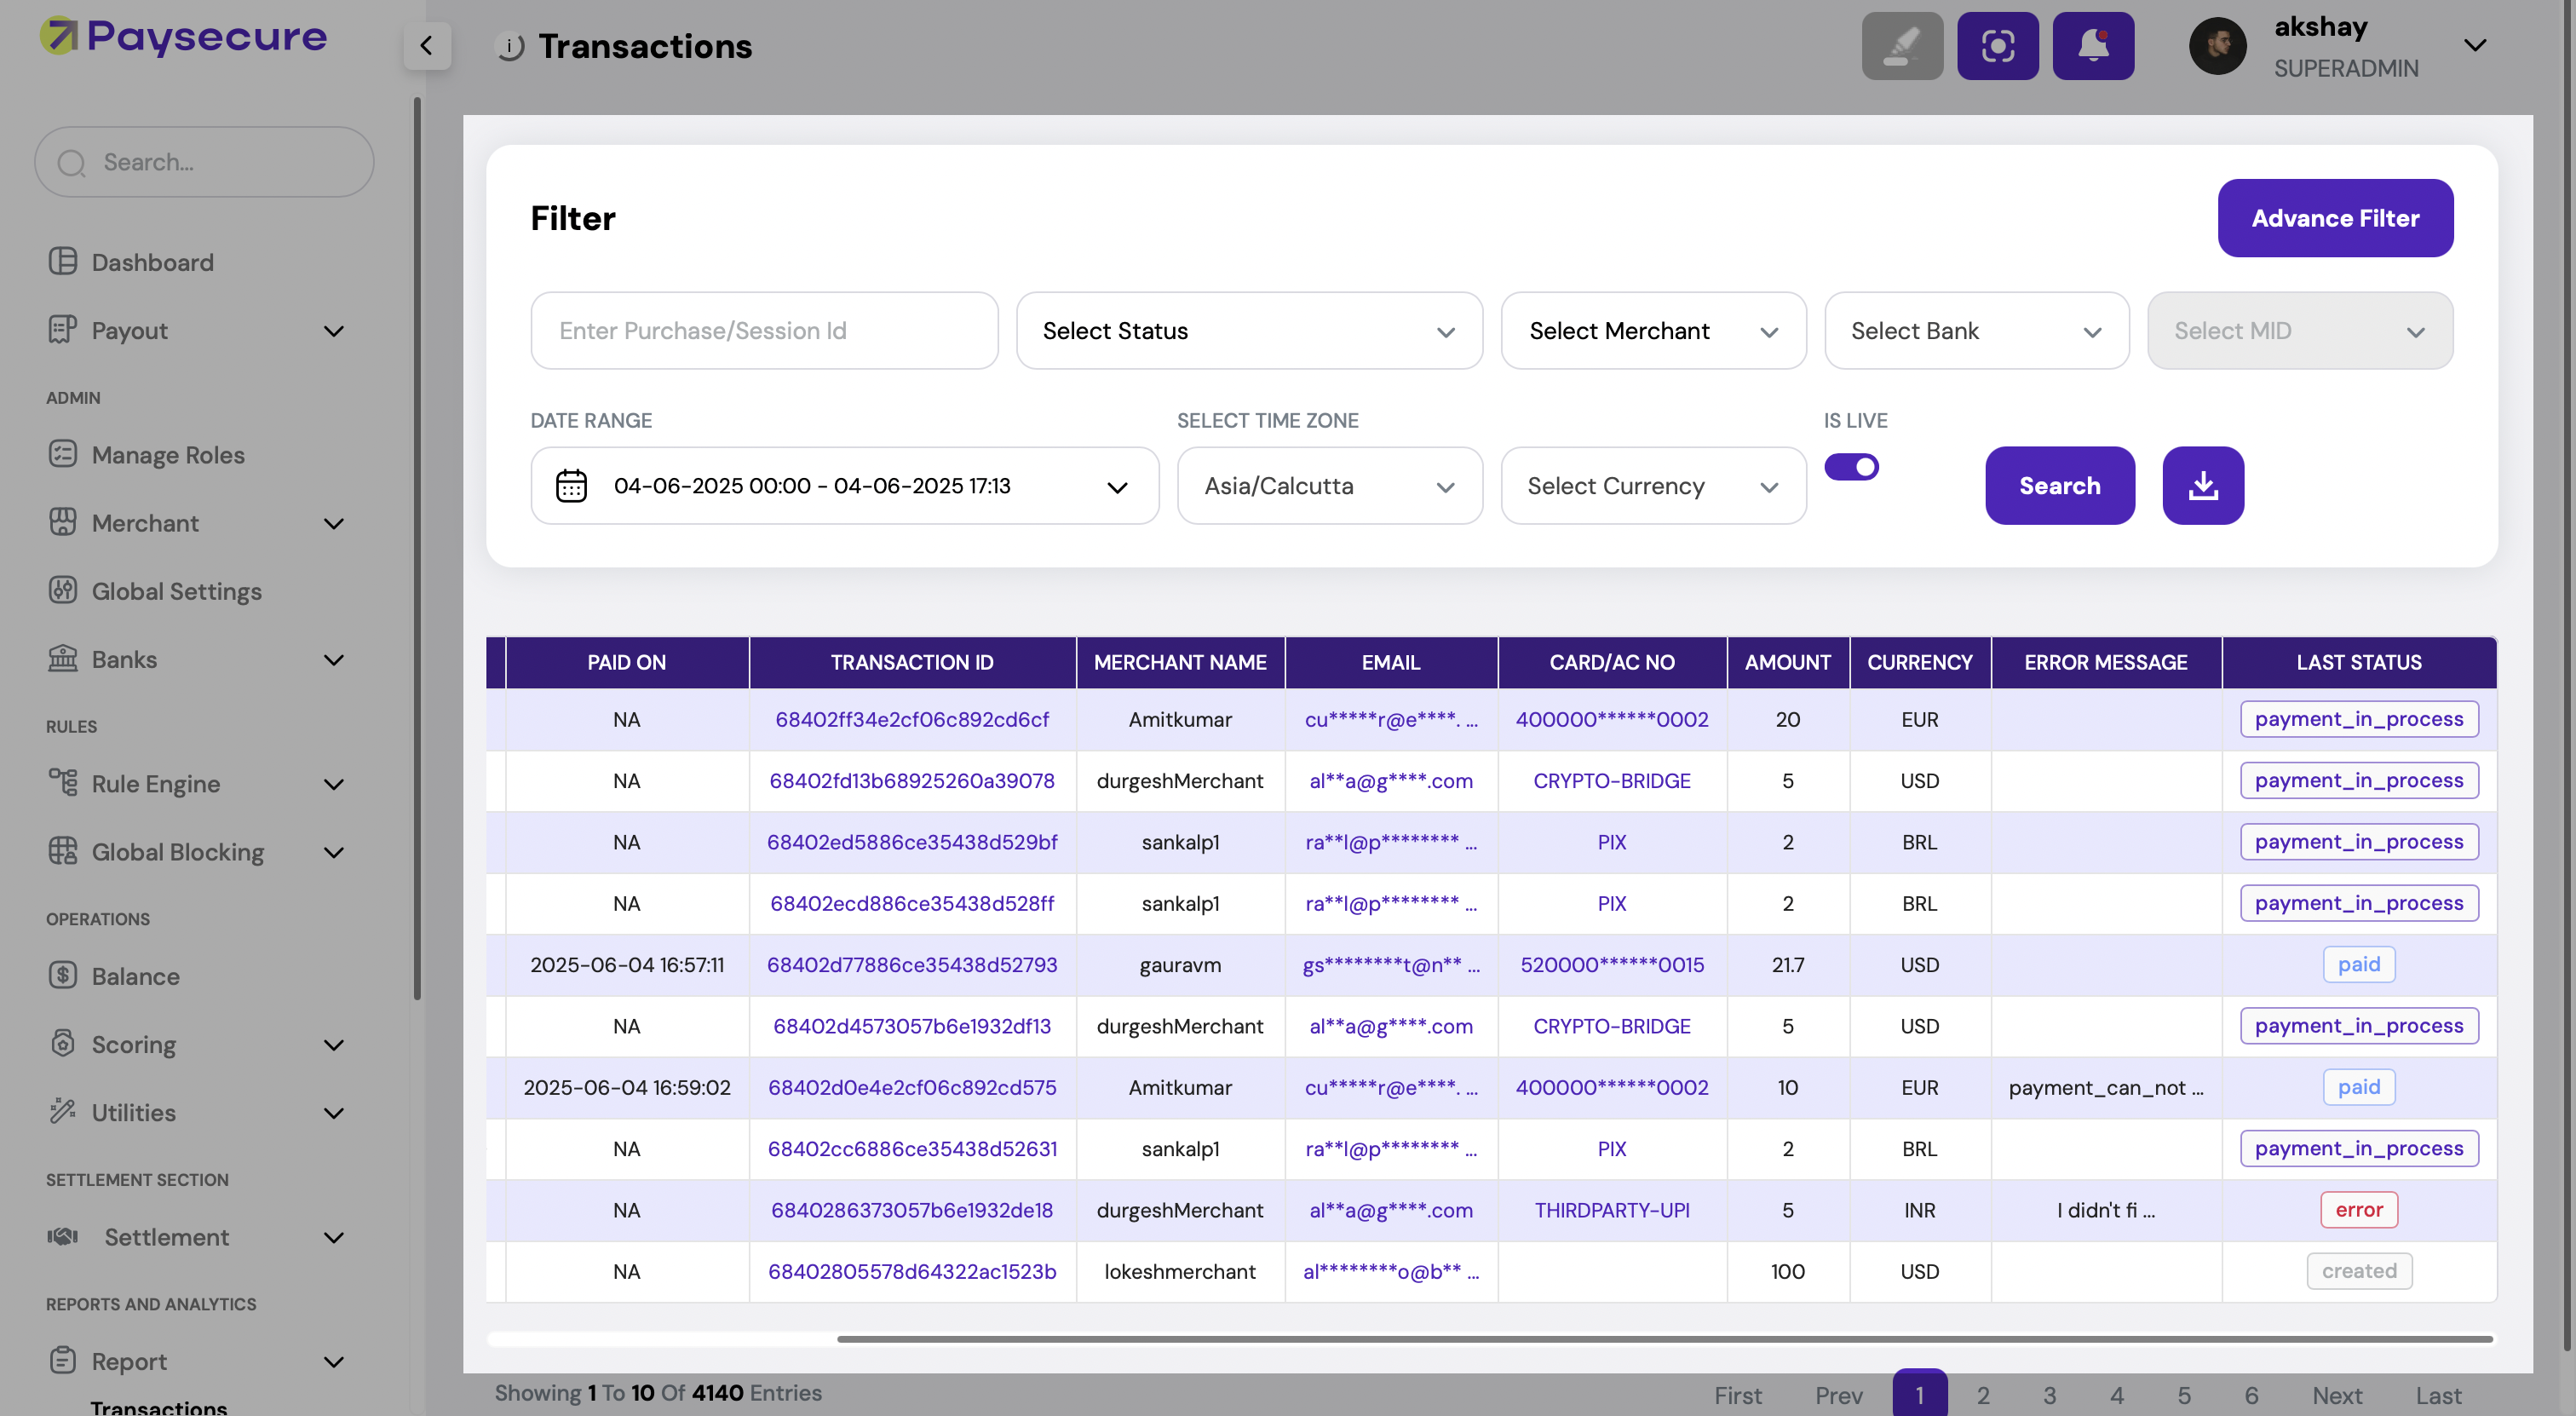 Paysecure
Transactions
akshay
SUPERADMIN
Search...
Dashboard
Payout
ADMIN
Manage Roles
Merchant
Global Settings
Banks
RULES
Rule Engine
Global Blocking
OPERATIONS
Balance
Scoring
Utilities
SETTLEMENT SECTION
Settlement
REPORTS AND ANALYTICS
Report
Transactions
Filter
Advance Filter
Enter Purchase/Session Id
Select Status
Select Merchant
Select Bank
Select MID
DATE RANGE
SELECT TIME ZONE
IS LIVE
04-06-2025 00:00 - 04-06-2025 17:13
Asia/Calcutta
Select Currency
Search
PAID ON TRANSACTION ID MERCHANT NAME EMAIL CARD/AC NO AMOUNT CURRENCY ERROR MESSAGE LAST STATUS
NA 68402ff34e2cf06c892cd6cf Amitkumar cu*****r@e****. ... 400000******0002 20 EUR payment_in_process
NA 68402fd13b68925260a39078 durgeshMerchant al**a@g****.com CRYPTO-BRIDGE 5 USD payment_in_process
NA 68402ed5886ce35438d529bf sankalp1 ra**l@p******** ... PIX 2 BRL payment_in_process
NA 68402ecd886ce35438d528ff sankalp1 ra**l@p******** ... PIX 2 BRL payment_in_process
2025-06-04 16:57:11 68402d77886ce35438d52793 gauravm gs********t@n** ... 520000******0015 21.7 USD paid
NA 68402d4573057b6e1932df13 durgeshMerchant al**a@g****.com CRYPTO-BRIDGE 5 USD payment_in_process
2025-06-04 16:59:02 68402d0e4e2cf06c892cd575 Amitkumar cu*****r@e****. ... 400000******0002 10 EUR payment_can_not ... paid
NA 68402cc6886ce35438d52631 sankalp1 ra**l@p******** ... PIX 2 BRL payment_in_process
NA 6840286373057b6e1932de18 durgeshMerchant al**a@g****.com THIRDPARTY-UPI 5 INR I didn't fi ... error
NA 68402805578d64322ac1523b lokeshmerchant al********o@b** ... 100 USD created
Showing 1 To 10 Of 4140 Entries
First Prev 1 2 3 4 5 6 Next Last